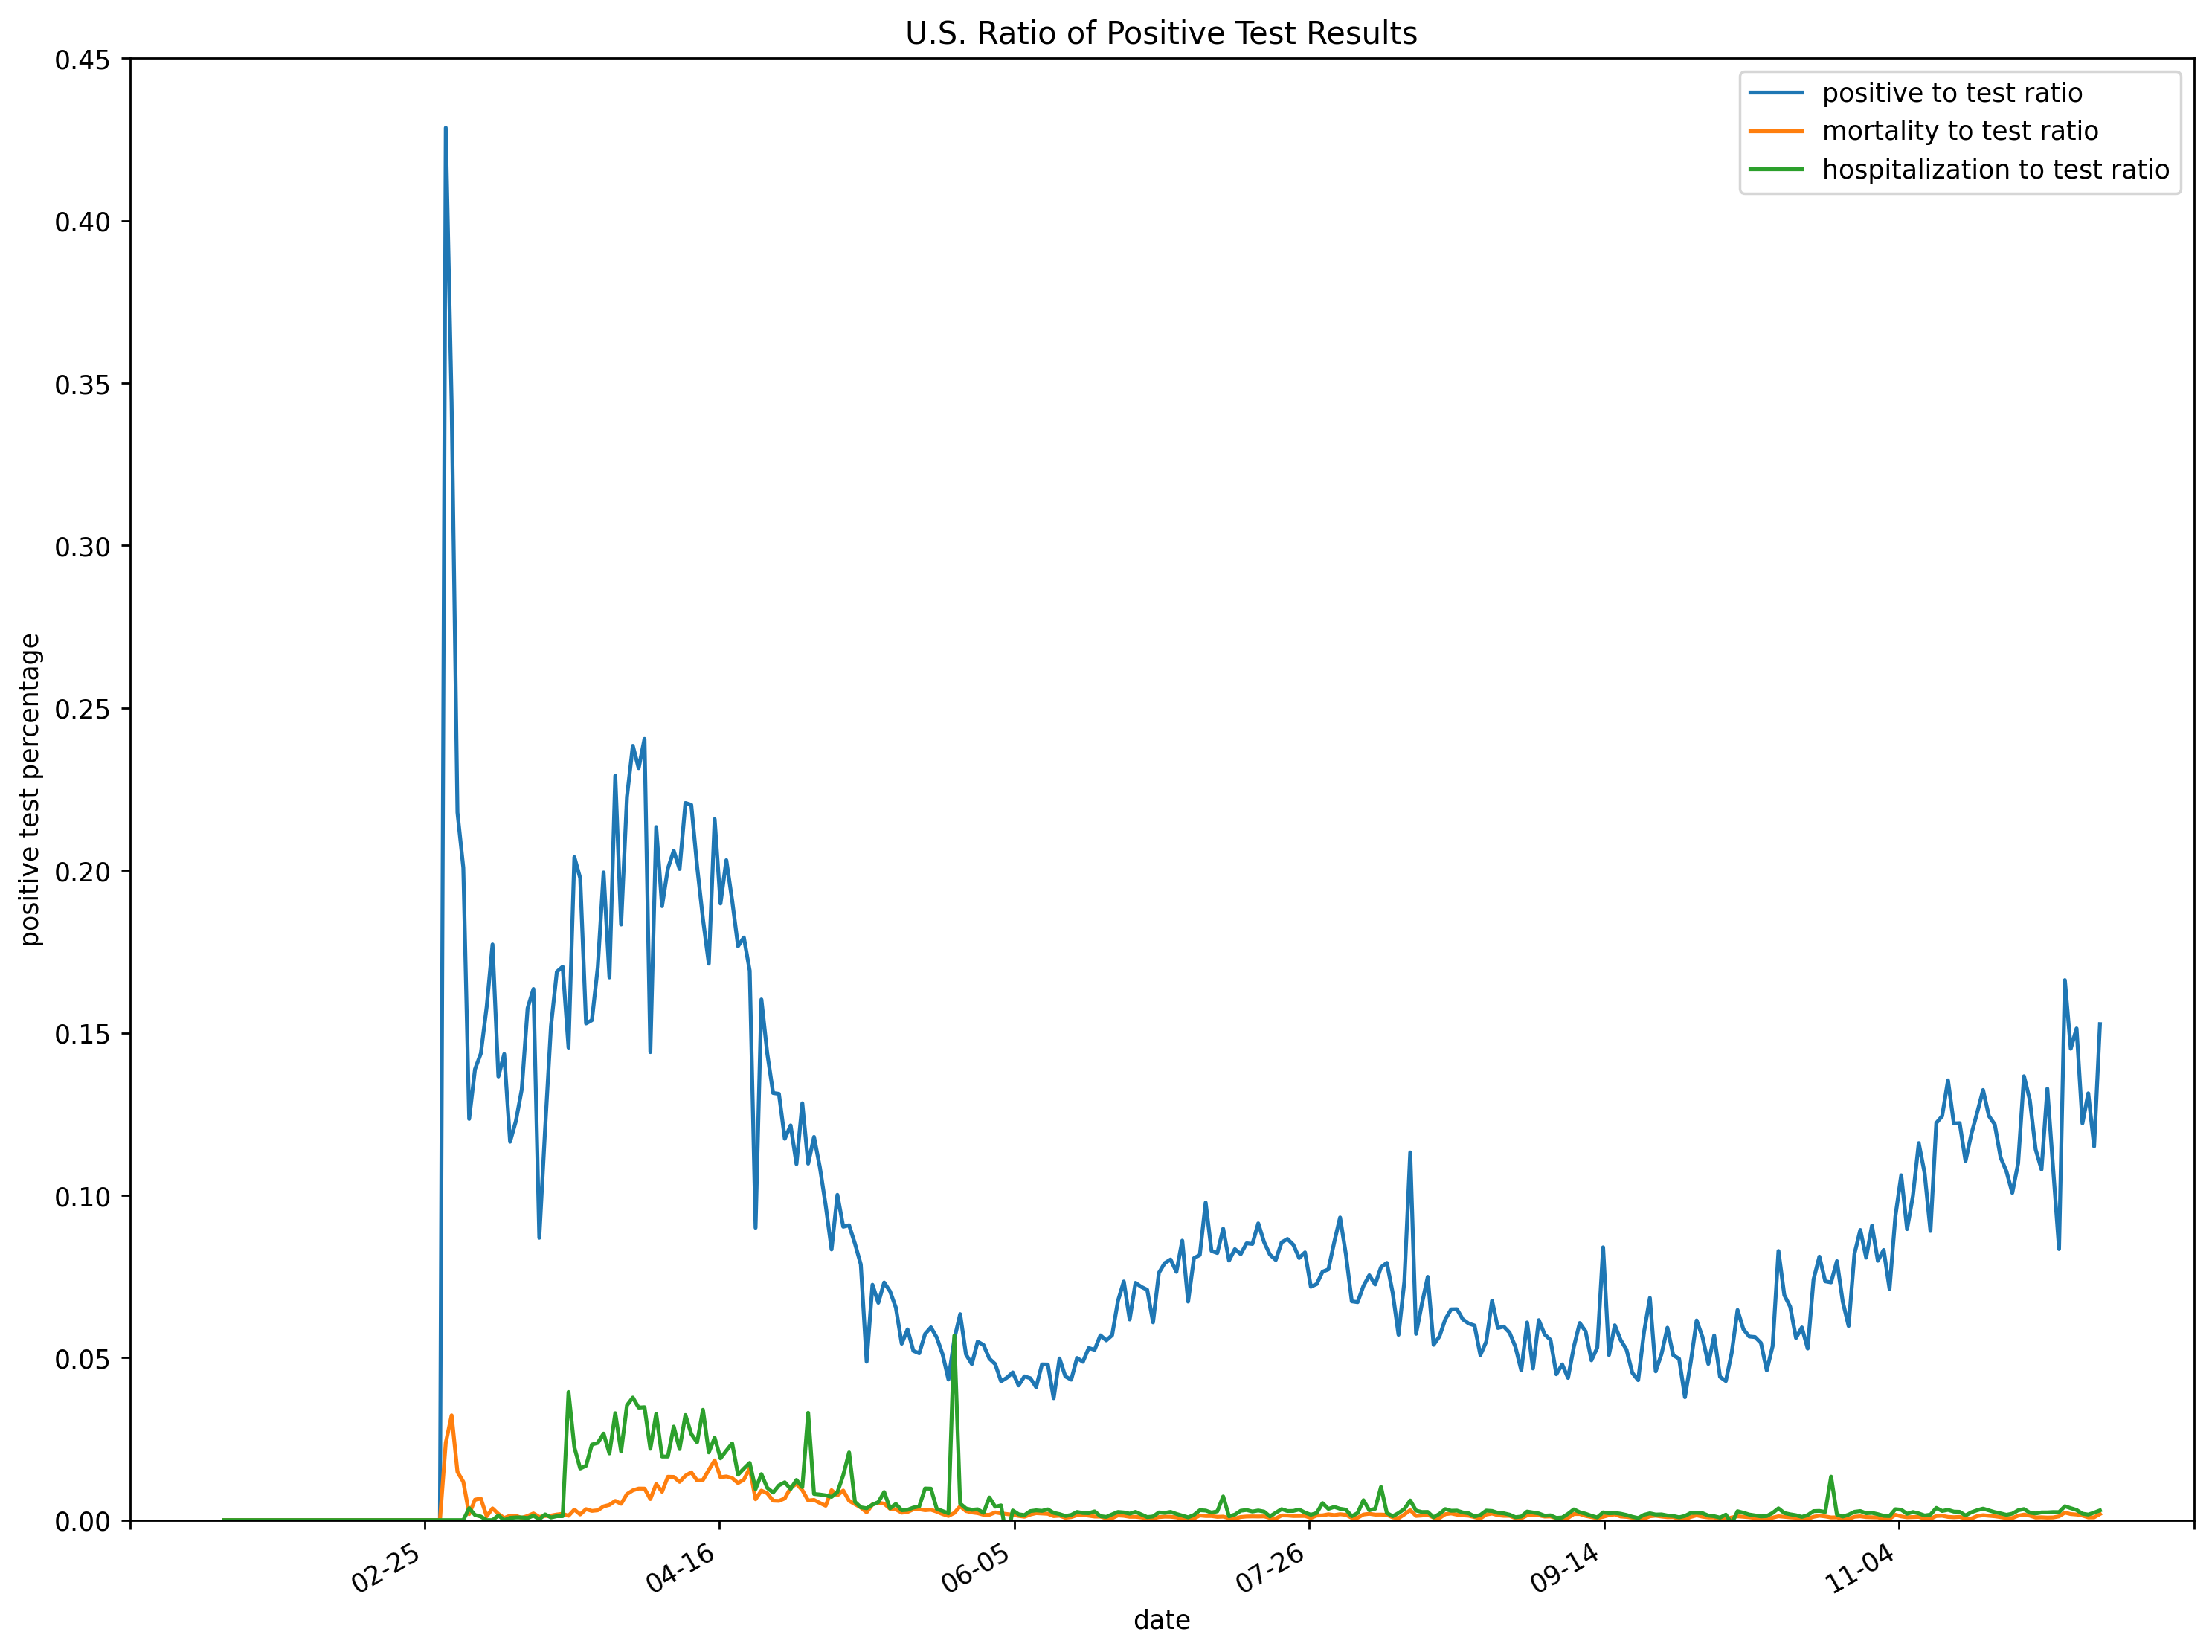 U.S. Ratio of Positive Test Results
positive to test ratio
mortality to test ratio
hospitalization to test ratio
positive test percentage
0.45
0.40
0.35
0.30
0.25
0.20
0.15
0.10
0.05
0.00
02-25
04-16
06-05
07-26
09-14
11-04
date